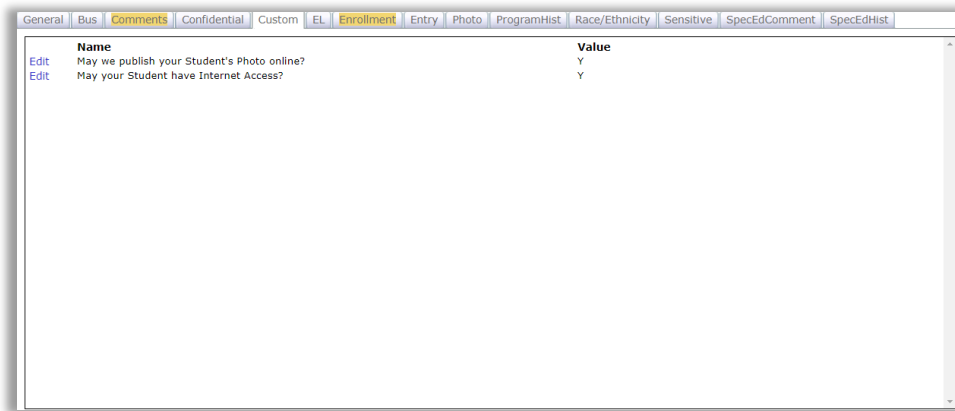 General Bus Comments Confidential Custom EL Enrollment Entry Photo ProgramHist Race/Ethnicity Sensitive SpecEdComment SpecEdHist
Name Value
Edit May we publish your Student's Photo online? Y
Edit May your Student have Internet Access? Y